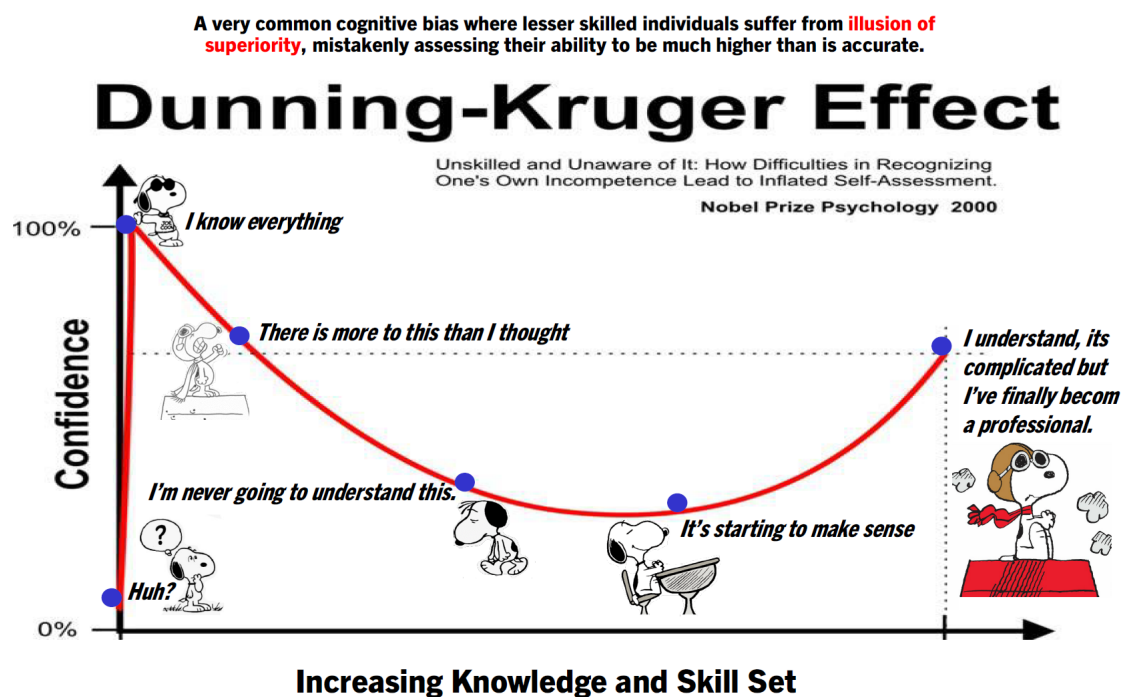 A very common cognitive bias where lesser skilled individuals suffer from illusion of
superiority, mistakenly assessing their ability to be much higher than is accurate.
Dunning-Kruger Effect
Unskilled and Unaware of It: How Difficulties in Recognizing
One's Own Incompetence Lead to Inflated Self-Assessment.
Nobel Prize Psychology 2000
100%
JOE
COOL
I know everything
There is more to this than I thought
I understand, its
complicated but
I've finally becom
a professional.
Confidence
I'm never going to understand this.
It's starting to make sense
?
Huh?
0%
Increasing Knowledge and Skill Set